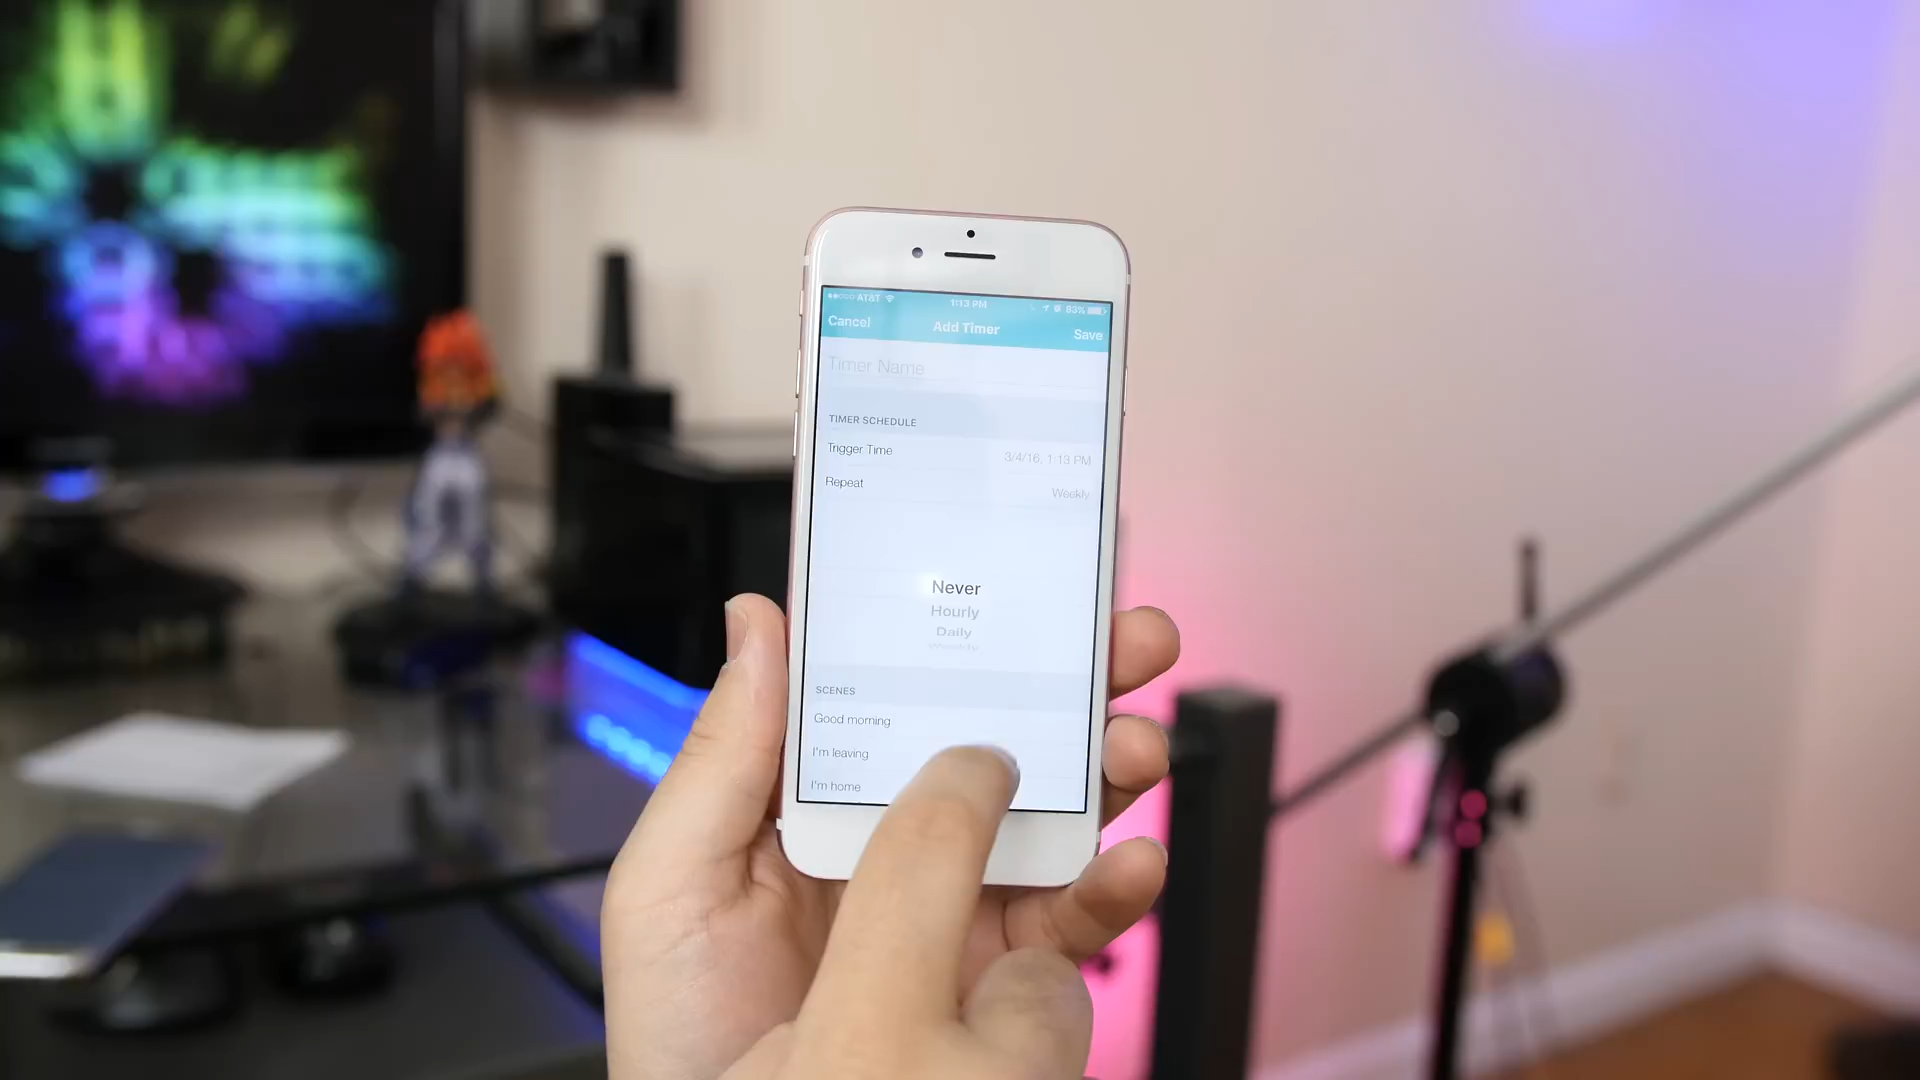 AT&T 1:13 PM 83%
Cancel Add Timer Save
Timer Name
TIMER SCHEDULE
Trigger Time 3/4/16, 1:13 PM
Repeat Weekly
Never
Hourly
Daily
Weekly
SCENES
Good morning
I'm leaving
I'm home